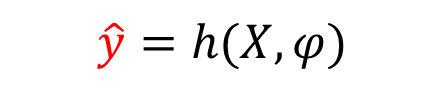 ŷ = h(X, φ)